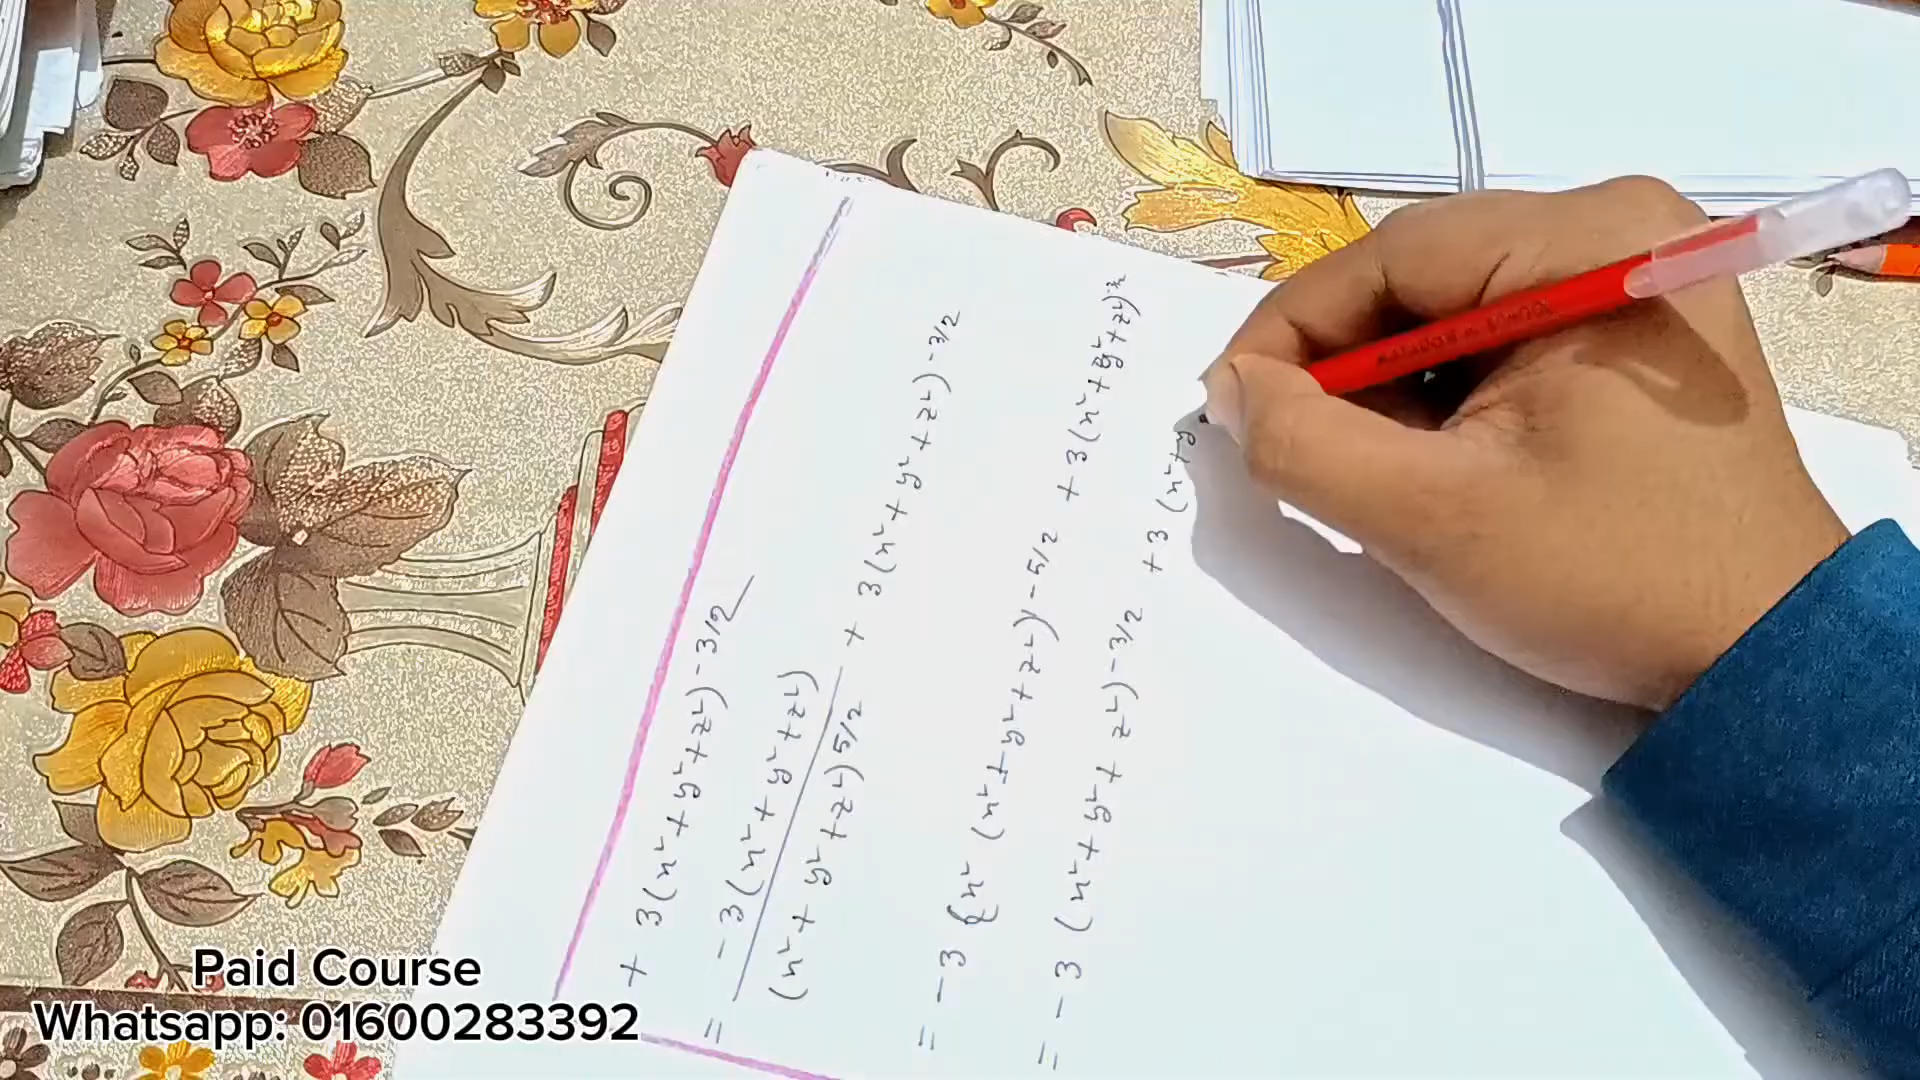 + 3(x²+y²+z²)^-3/2
= -3(x²+y²+z²)
(x²+y²+z²)^5/2
+ 3(x²+y²+z²)^-3/2
= -3{x²(x²+y²+z²)^-5/2 + 3(x²+y²+z²)
= -3(x²+y²+z²)^-3/2 + 3(x²+y
Paid Course
Whatsapp: 01600283392